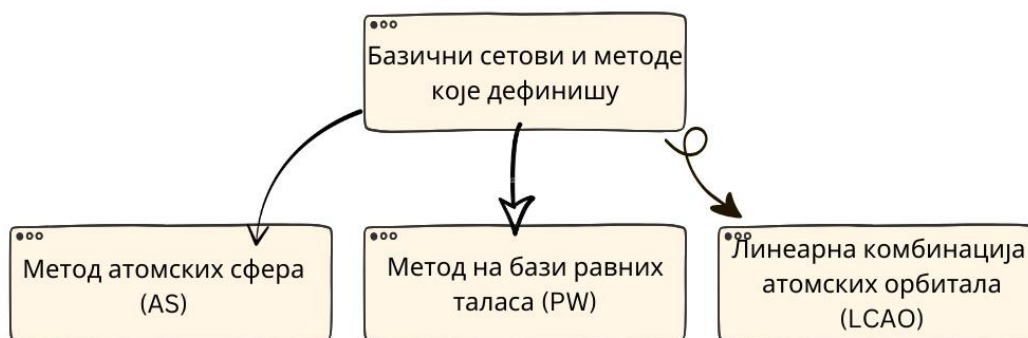 Базични сетови и методе
које дефинишу
Метод атомских сфера
(AS)
Метод на бази равних
таласа (PW)
Линеарна комбинација
атомских орбитала
(LCAO)